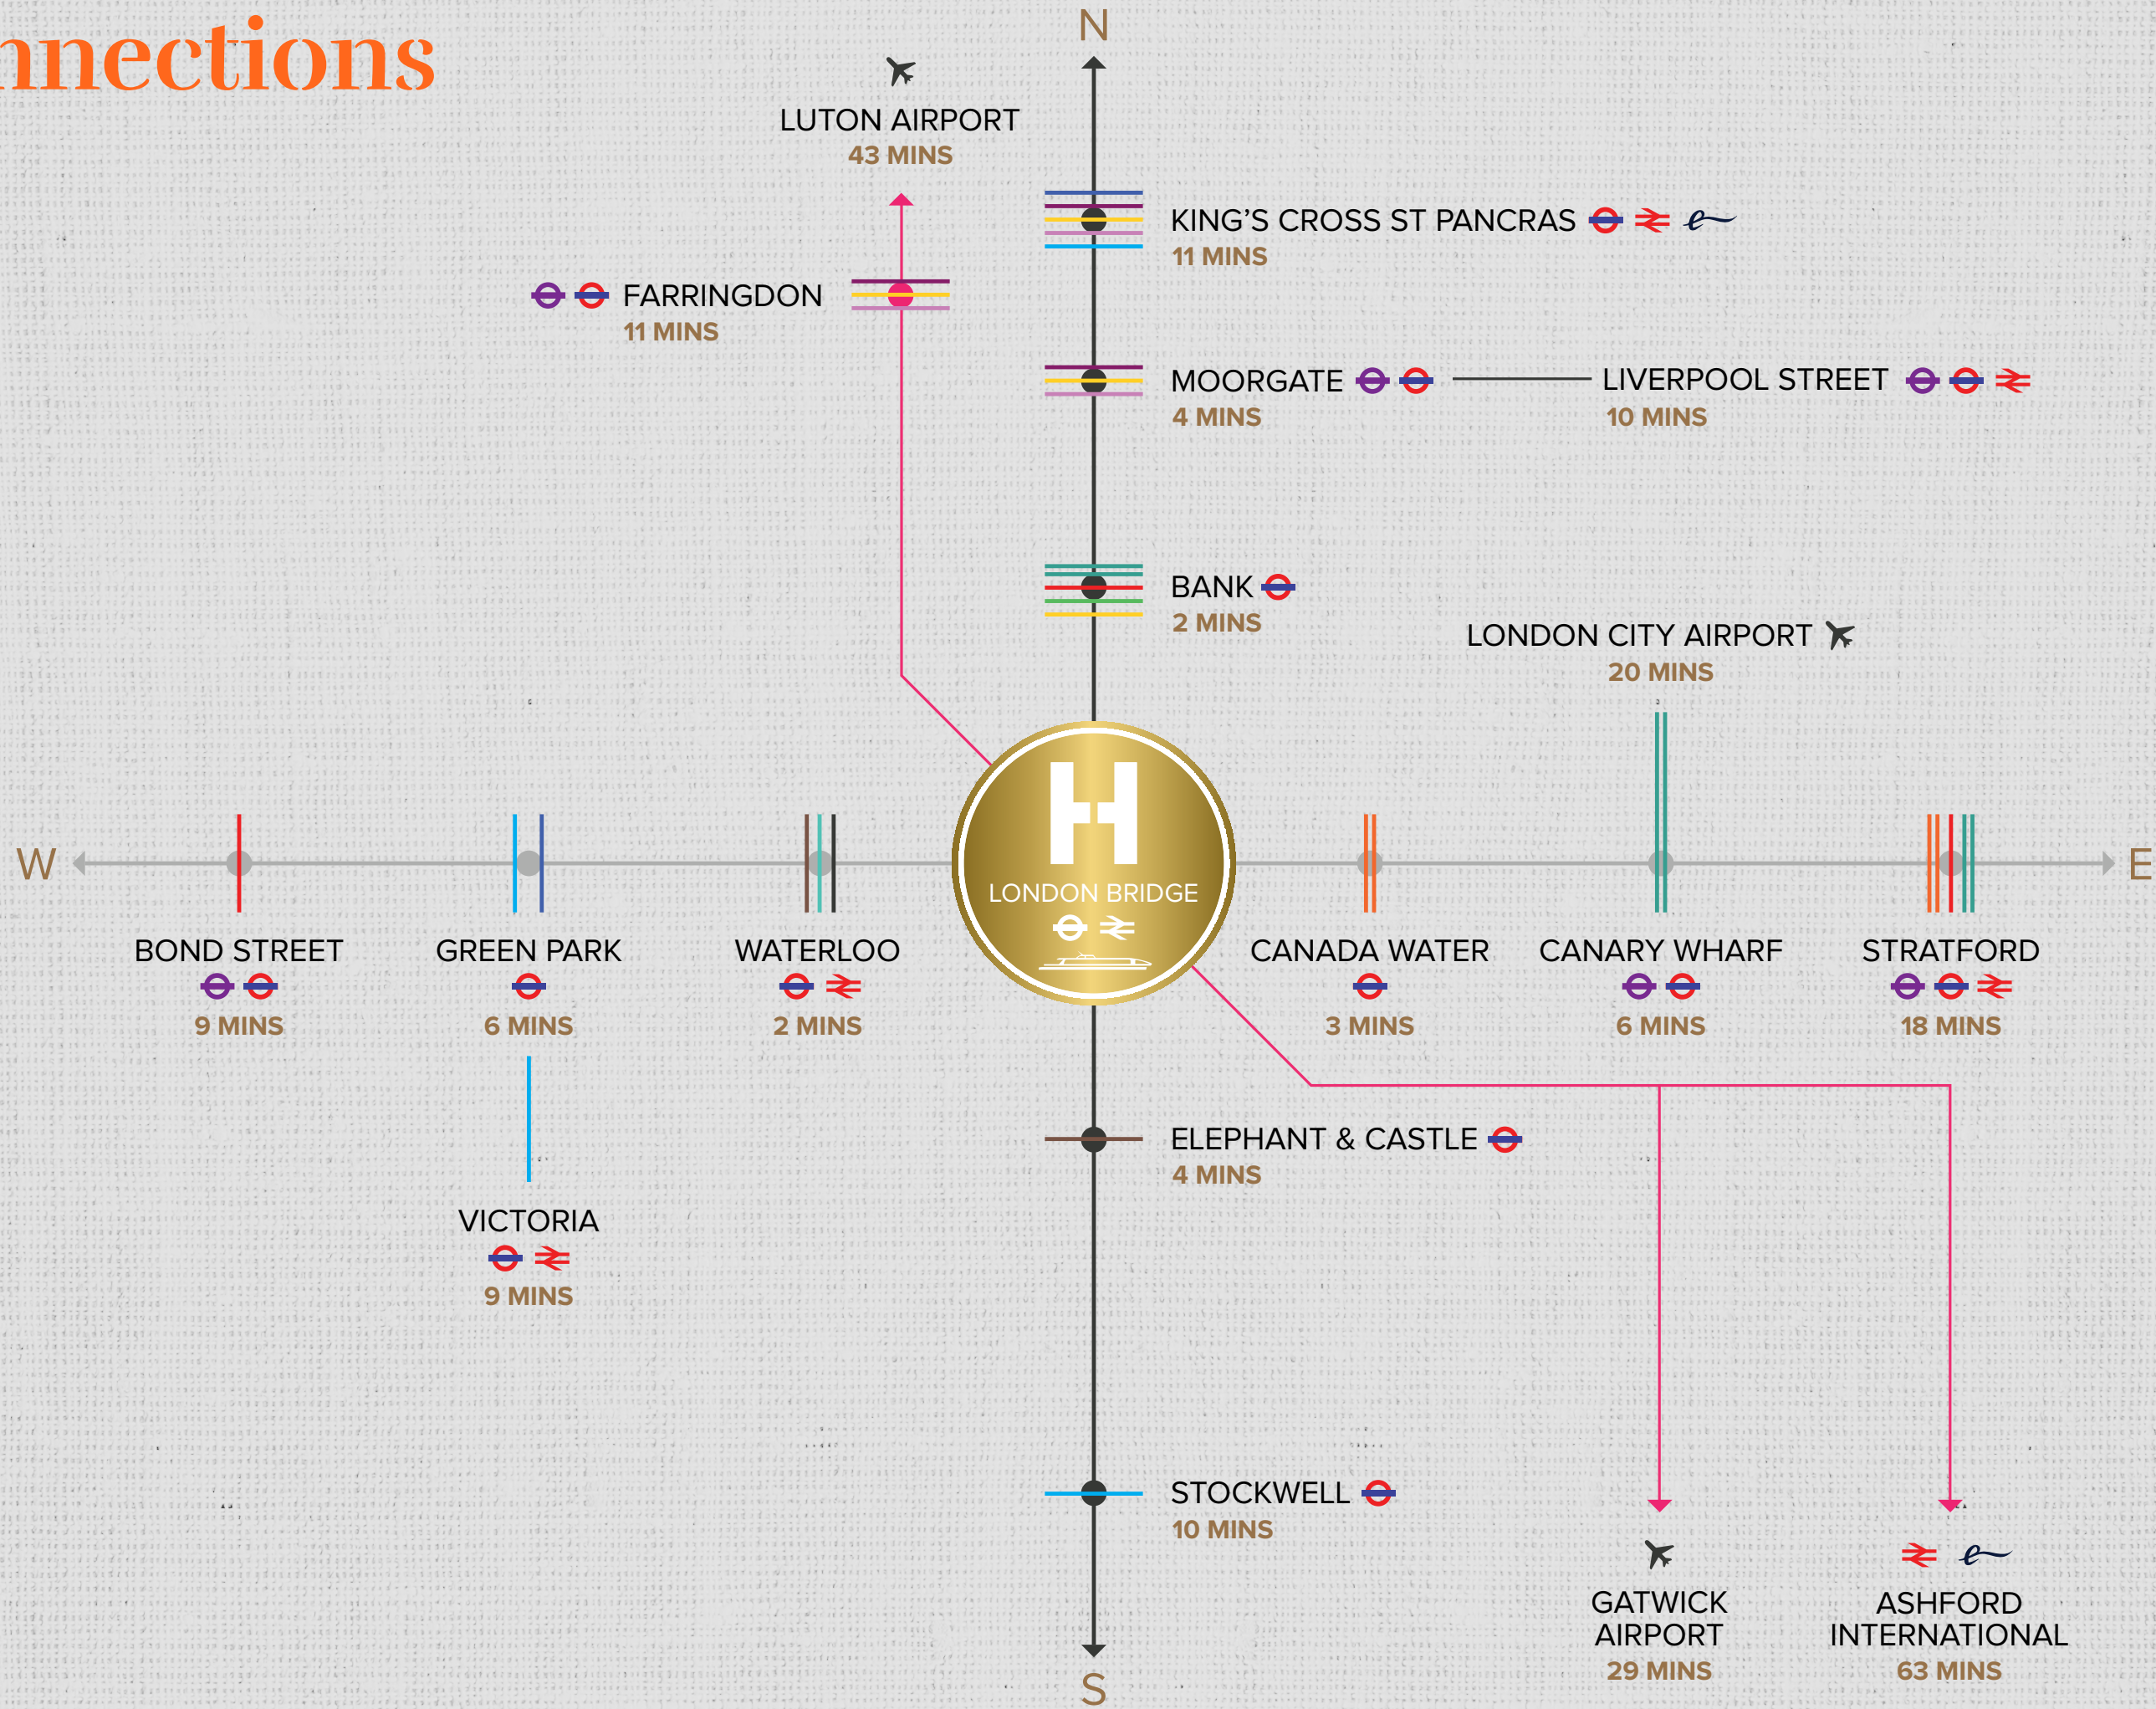 nnections
N
LUTON AIRPORT
43 MINS
KING’S CROSS ST PANCRAS
11 MINS
FARRINGDON
11 MINS
MOORGATE
4 MINS
LIVERPOOL STREET
10 MINS
BANK
2 MINS
LONDON CITY AIRPORT
20 MINS
W
H
LONDON BRIDGE
E
BOND STREET
9 MINS
GREEN PARK
6 MINS
WATERLOO
2 MINS
CANADA WATER
3 MINS
CANARY WHARF
6 MINS
STRATFORD
18 MINS
ELEPHANT & CASTLE
4 MINS
VICTORIA
9 MINS
STOCKWELL
10 MINS
GATWICK
AIRPORT
29 MINS
ASHFORD
INTERNATIONAL
63 MINS
S